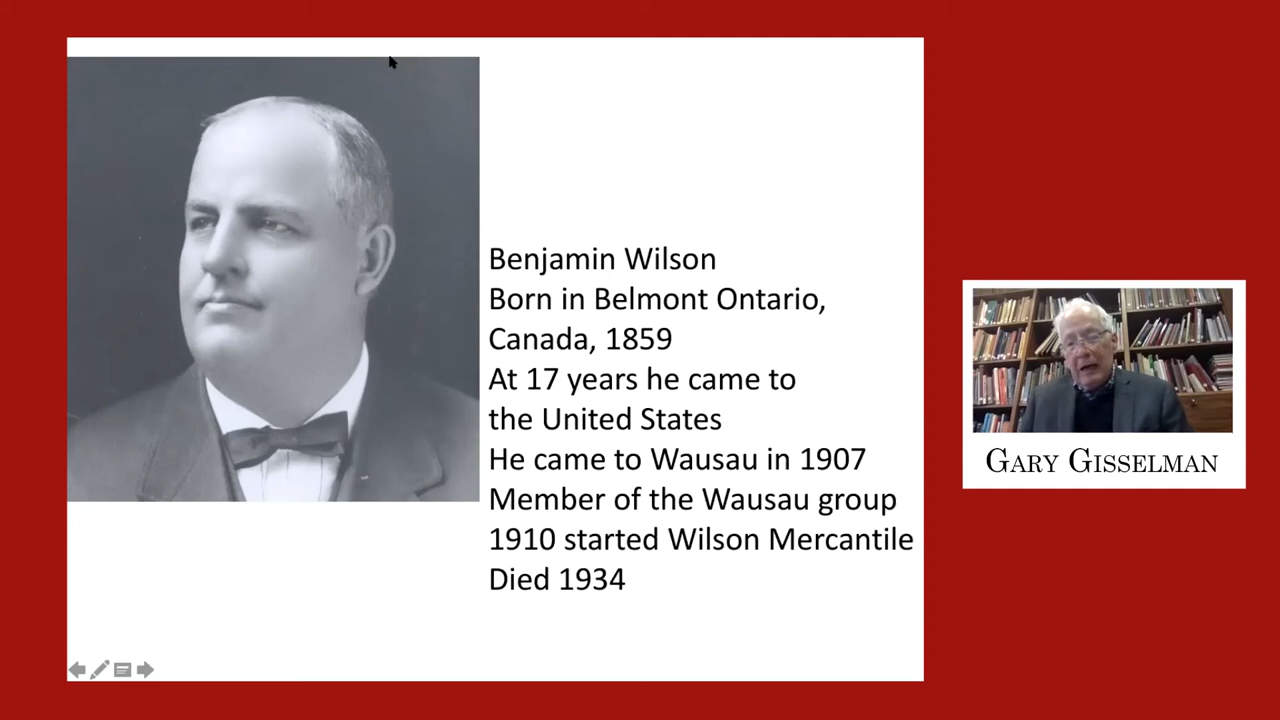 Benjamin Wilson
Born in Belmont Ontario,
Canada, 1859
At 17 years he came to
the United States
He came to Wausau in 1907
Member of the Wausau group
1910 started Wilson Mercantile
Died 1934
Gary Gisselman